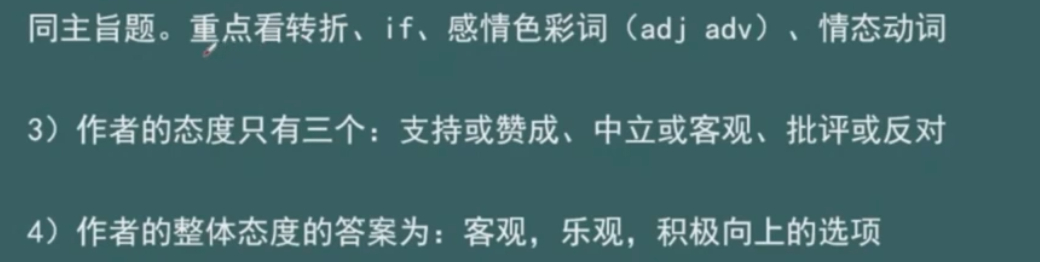 同主旨题。重点看转折、if、感情色彩词（adj adv）、情态动词
3）作者的态度只有三个：支持或赞成、中立或客观、批评或反对
4）作者的整体态度的答案为：客观，乐观，积极向上的选项